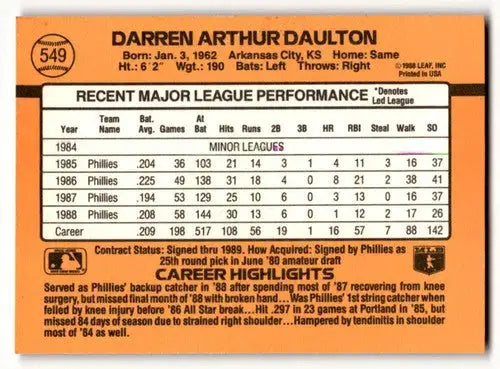 549
DARREN ARTHUR DAULTON
Born: Jan. 3, 1962 Arkansas City, KS Home: Same
Ht.: 6'2" Wgt.: 190 Bats: Left Throws: Right
©1988 LEAF, INC
Printed in USA
RECENT MAJOR LEAGUE PERFORMANCE *Denotes Led League
Team Name Bat. Avg. Games At Bat Hits Runs 2B 3B HR RBI Steal Walk SO
1984 MINOR LEAGUES
1985 Phillies .204 36 103 21 14 3 1 4 11 3 16 37
1986 Phillies .225 49 138 31 18 4 0 8 21 2 38 41
1987 Phillies .194 53 129 25 10 6 0 3 13 0 16 37
1988 Phillies .208 58 144 30 13 6 0 1 12 2 17 26
Career .209 198 517 108 56 19 1 16 57 7 88 142
Contract Status: Signed thru 1989. How Acquired: Signed by Phillies as
25th round pick in June '80 amateur draft
CAREER HIGHLIGHTS
MLB
Served as Phillies' backup catcher in '88 after spending most of '87 recovering from knee
surgery, but missed final month of '88 with broken hand...Was Phillies' 1st string catcher when
felled by knee injury before '86 All Star break...Hit .297 in 23 games at Portland in '85, but
missed 84 days of season due to strained right shoulder...Hampered by tendinitis in shoulder
most of '84 as well.